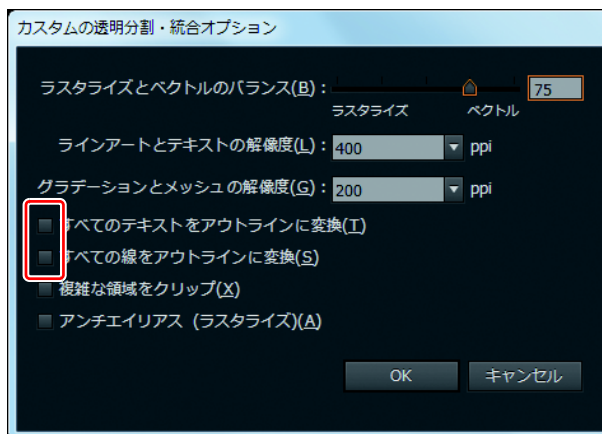 カスタムの透明分割・統合オプション
ラスタライズとベクトルのバランス(B)： 75
ラスタライズ ベクトル
ラインアートとテキストの解像度(L)： 400 ppi
グラデーションとメッシュの解像度(G)： 200 ppi
すべてのテキストをアウトラインに変換(T)
すべての線をアウトラインに変換(S)
複雑な領域をクリップ(X)
アンチエイリアス (ラスタライズ)(A)
OK キャンセル